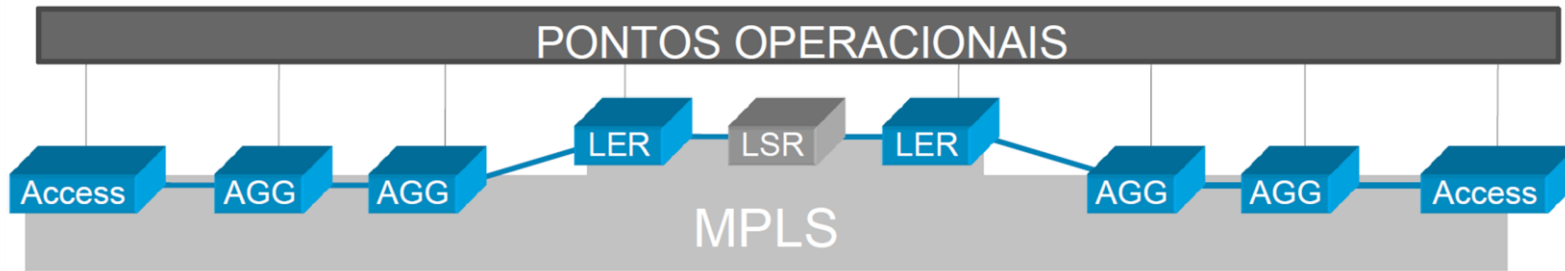 PONTOS OPERACIONAIS
LER LSR LER
Access AGG AGG AGG AGG Access
MPLS